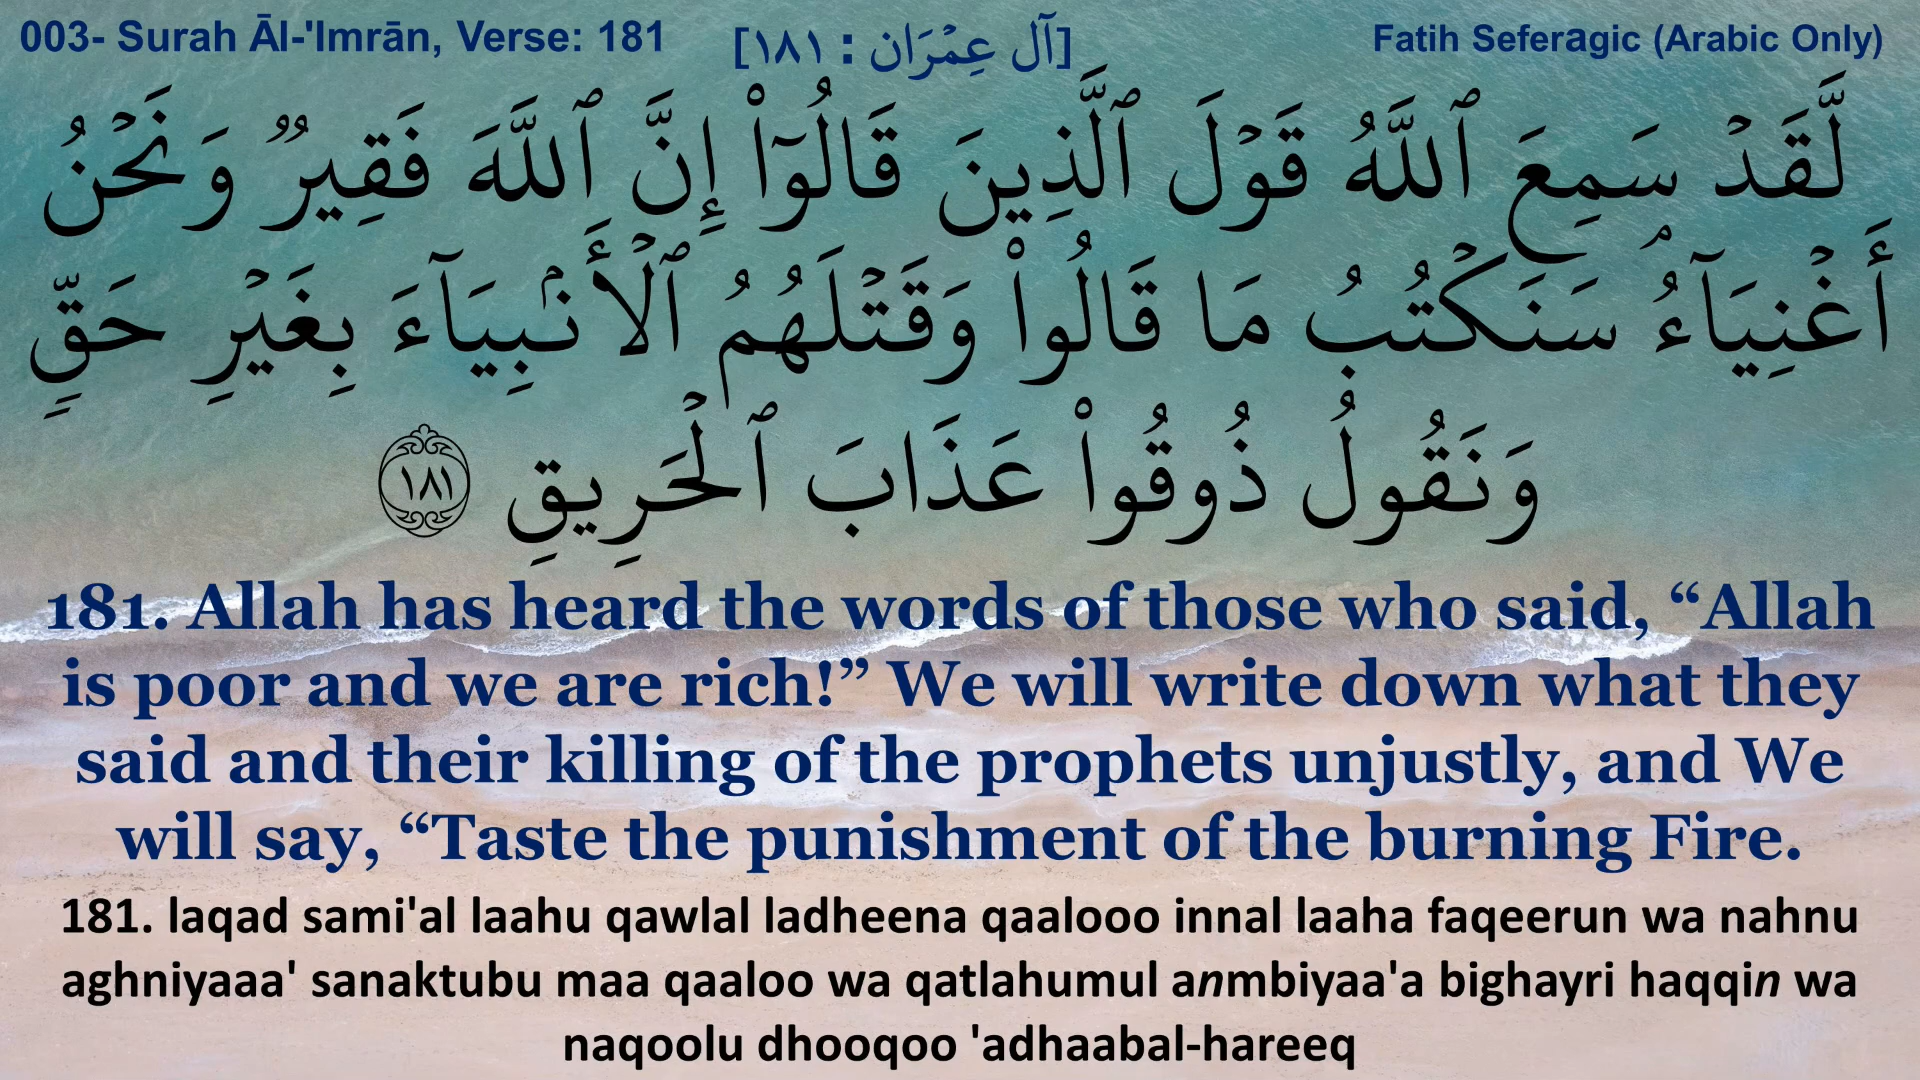 003- Surah Āl-'Imrān, Verse: 181
[آل عِمْرَان : ١٨١]
Fatih Seferagic (Arabic Only)
لَّقَدْ سَمِعَ ٱللَّهُ قَوْلَ ٱلَّذِينَ قَالُوٓا۟ إِنَّ ٱللَّهَ فَقِيرٌ وَنَحْنُ
أَغْنِيَآءُ ۘ سَنَكْتُبُ مَا قَالُوا۟ وَقَتْلَهُمُ ٱلْأَنۢبِيَآءَ بِغَيْرِ حَقٍّ
وَنَقُولُ ذُوقُوا۟ عَذَابَ ٱلْحَرِيقِ ١٨١
181. Allah has heard the words of those who said, “Allah
is poor and we are rich!” We will write down what they
said and their killing of the prophets unjustly, and We
will say, “Taste the punishment of the burning Fire.
181. laqad sami'al laahu qawlal ladheena qaalooo innal laaha faqeerun wa nahnu
aghniyaaa' sanaktubu maa qaaloo wa qatlahumul anmbiyaa'a bighayri haqqin wa
naqoolu dhooqoo 'adhaabal-hareeq